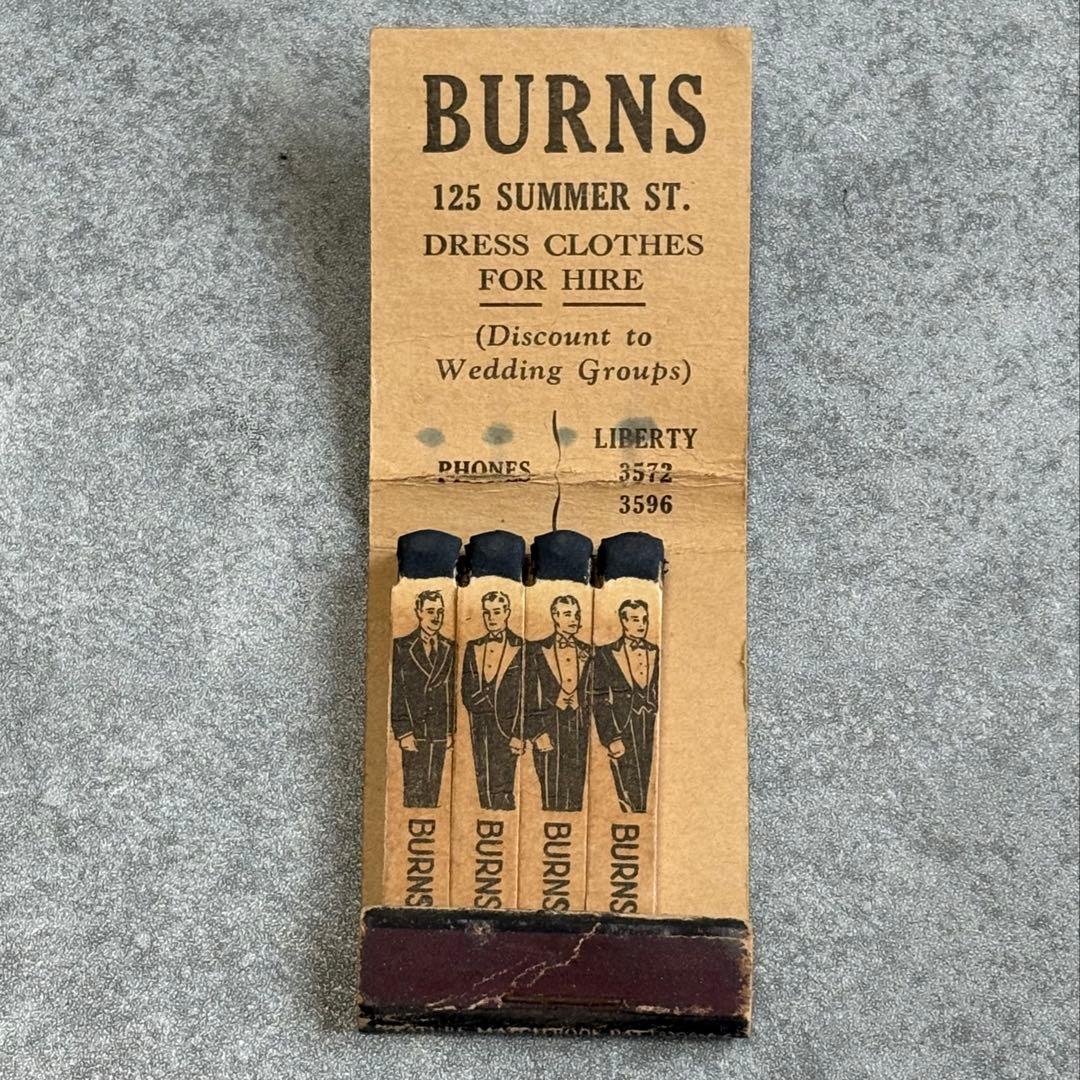 BURNS
125 SUMMER ST.
DRESS CLOTHES
FOR HIRE
(Discount to
Wedding Groups)
LIBERTY
PHONES 3572
3596
BURNS BURNS BURNS BURNS